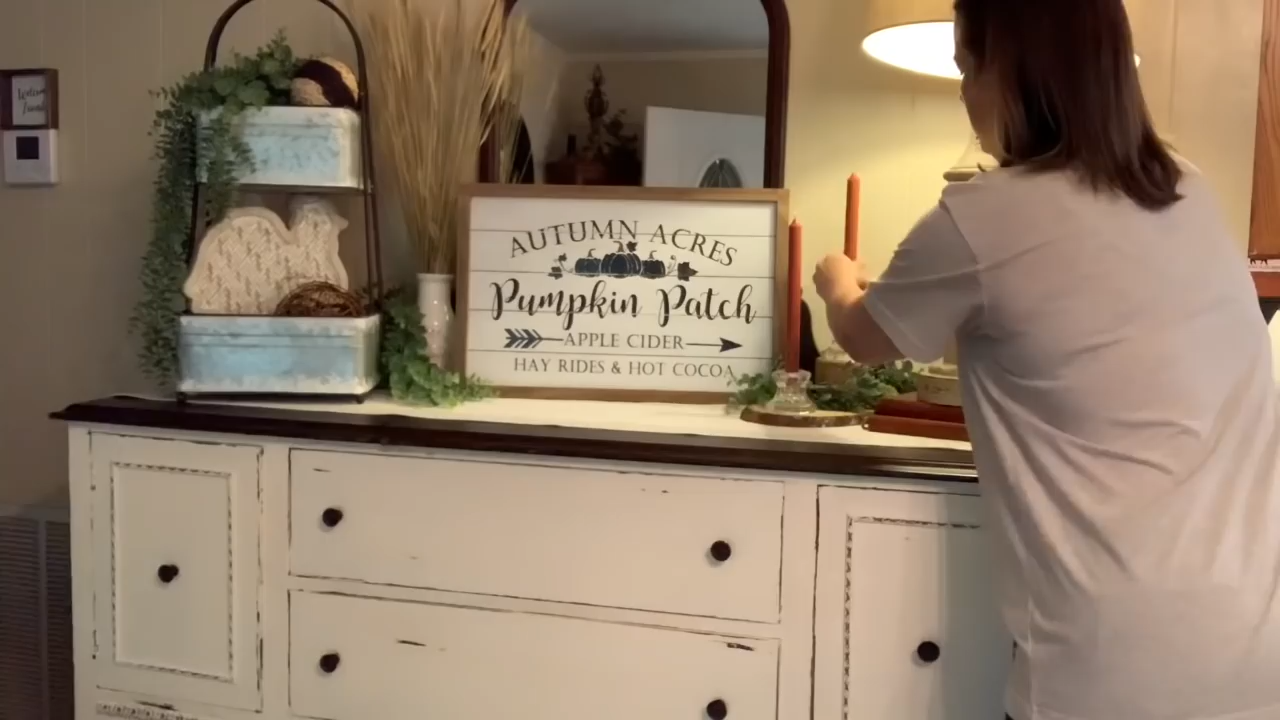 AUTUMN ACRES
Pumpkin Patch
APPLE CIDER
HAY RIDES & HOT COCOA